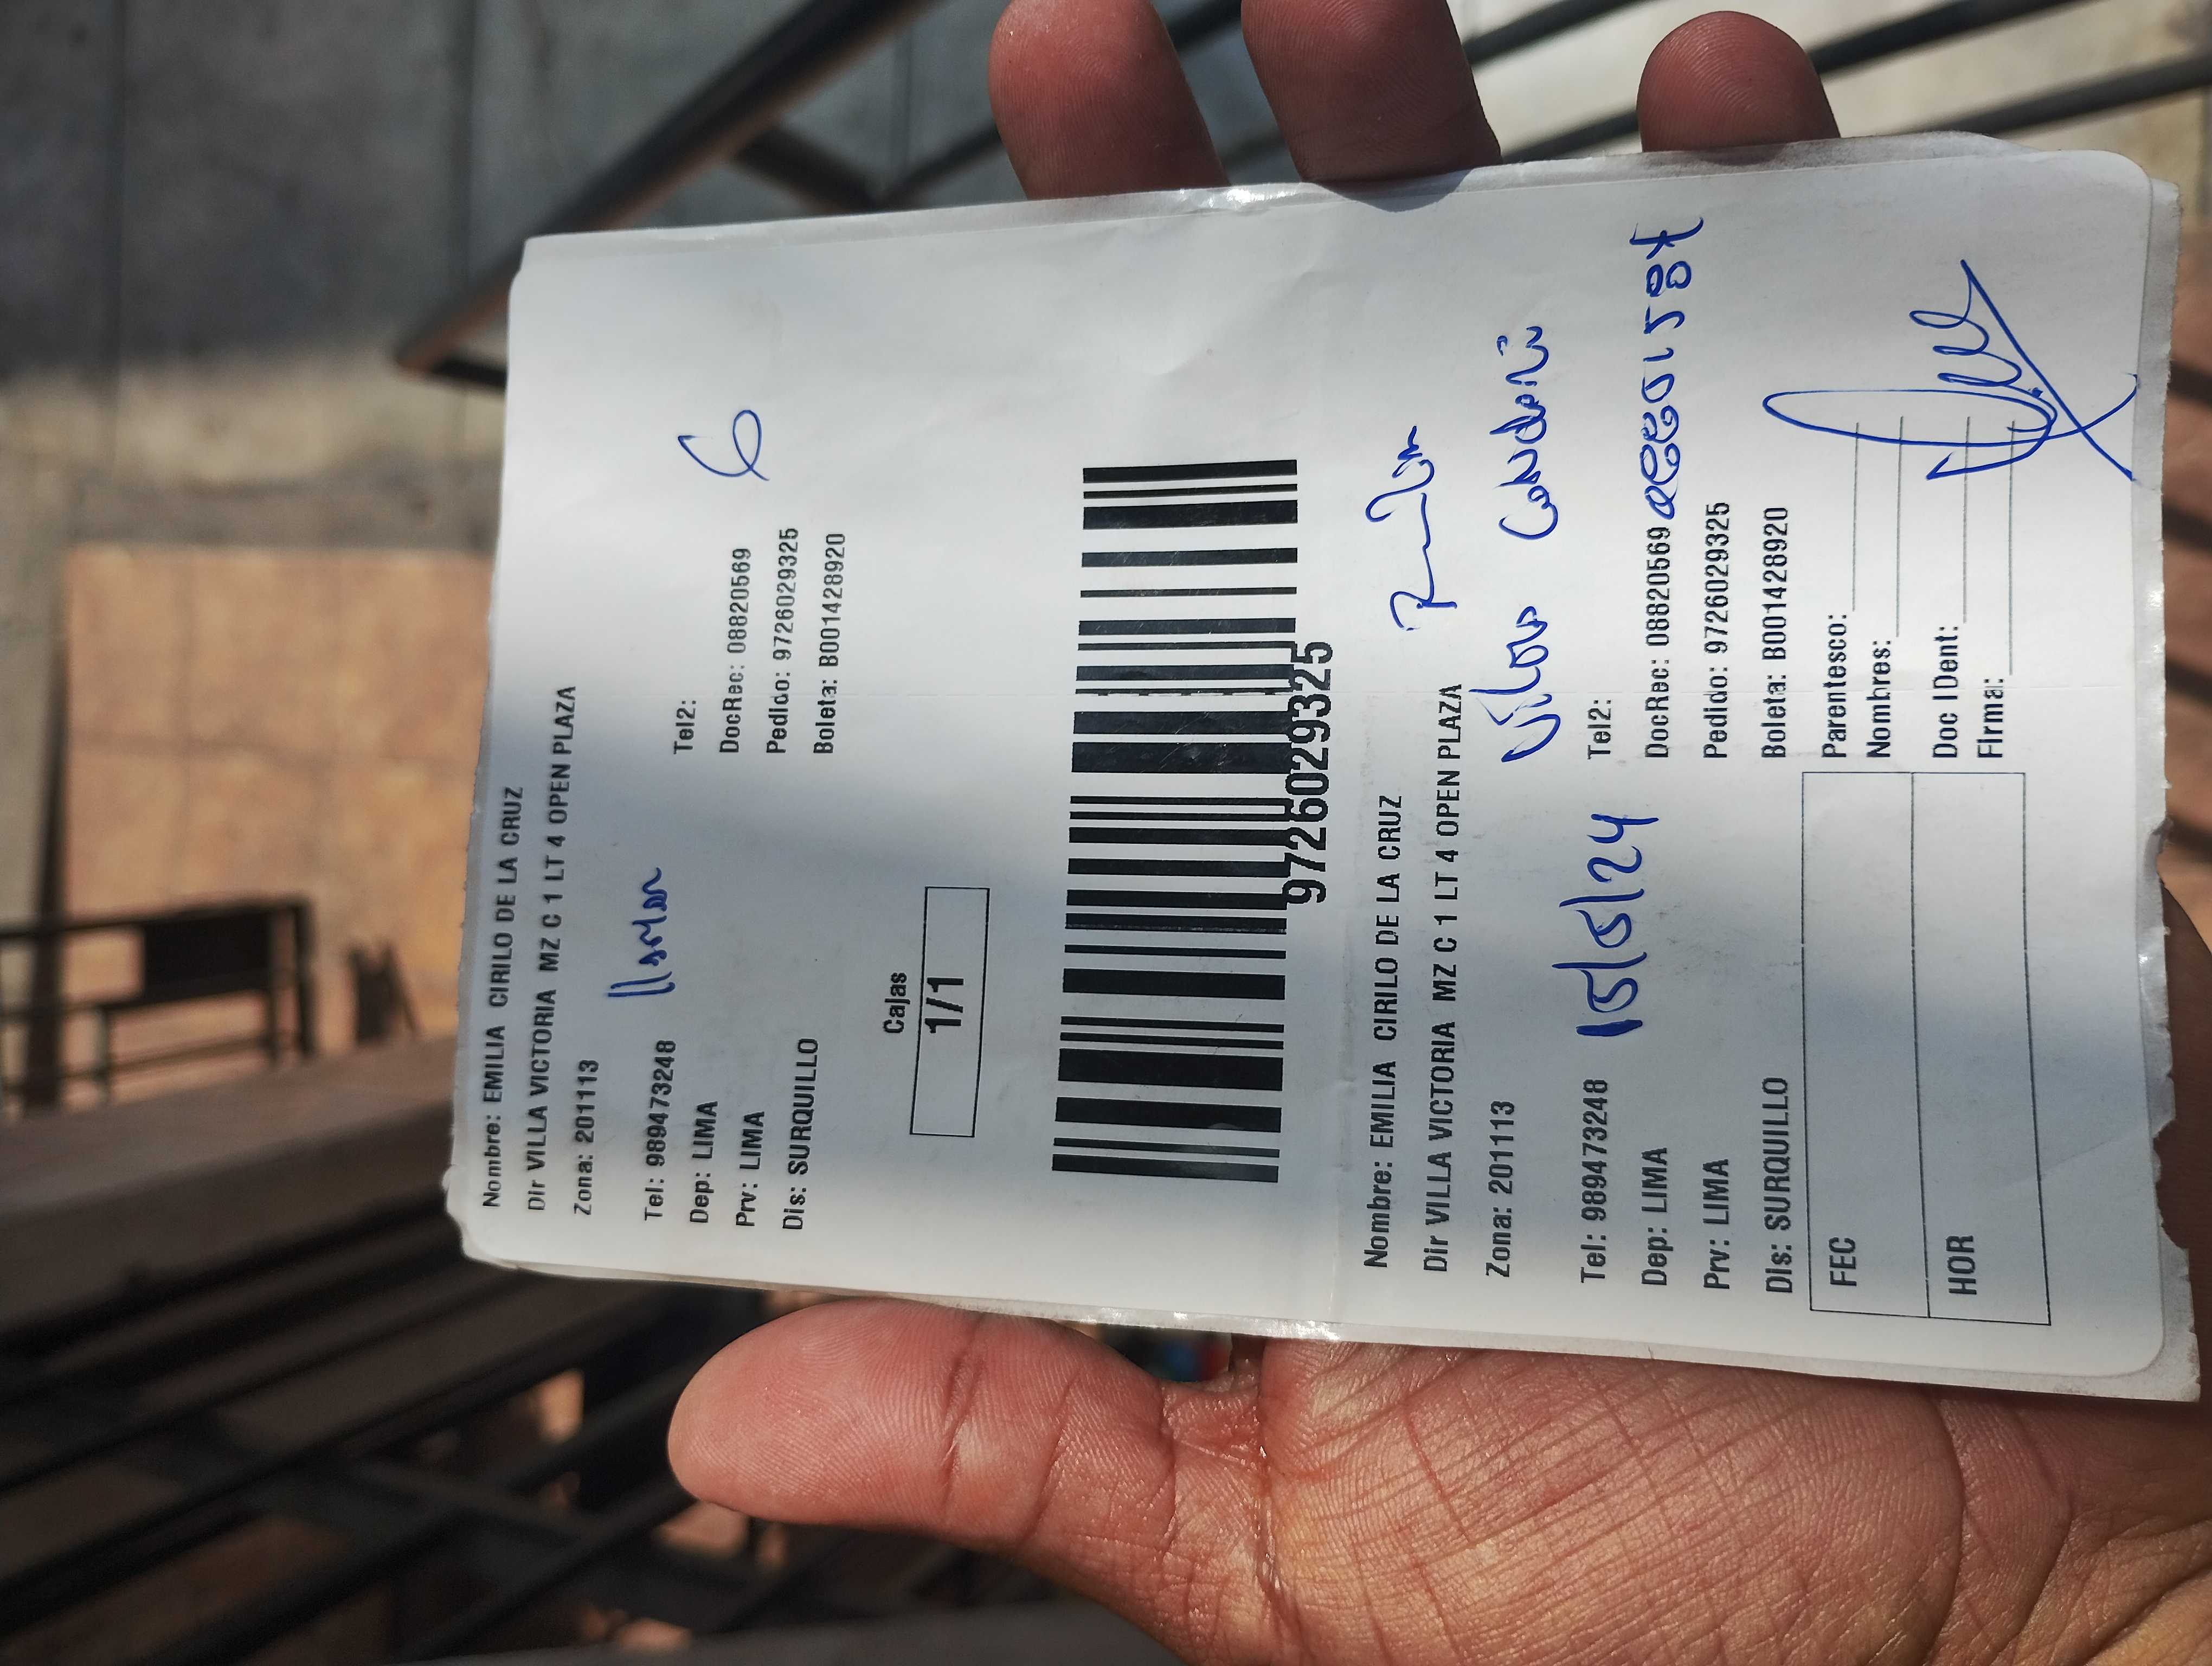 Nombre: EMILIA CIRILO DE LA CRUZ
Dir VILLA VICTORIA MZ C 1 LT 4 OPEN PLAZA
Zona: 201113
llamar
Tel: 989473248 Tel2:
Dep: LIMA DocRec: 08820569
6
Prv: LIMA Pedido: 9726029325
Dis: SURQUILLO Boleta: B001428920
Cajas
1/1
9726029325
Nombre: EMILIA CIRILO DE LA CRUZ
Dir VILLA VICTORIA MZ C 1 LT 4 OPEN PLAZA
Zona: 201113
Tel: 989473248 15/5/24 Tel2:
Dep: LIMA DocRec: 08820569
Prv: LIMA Pedido: 9726029325
Dis: SURQUILLO Boleta: B001428920
FEC Parentesco:
Nombres:
HOR Doc IDent:
Firma: